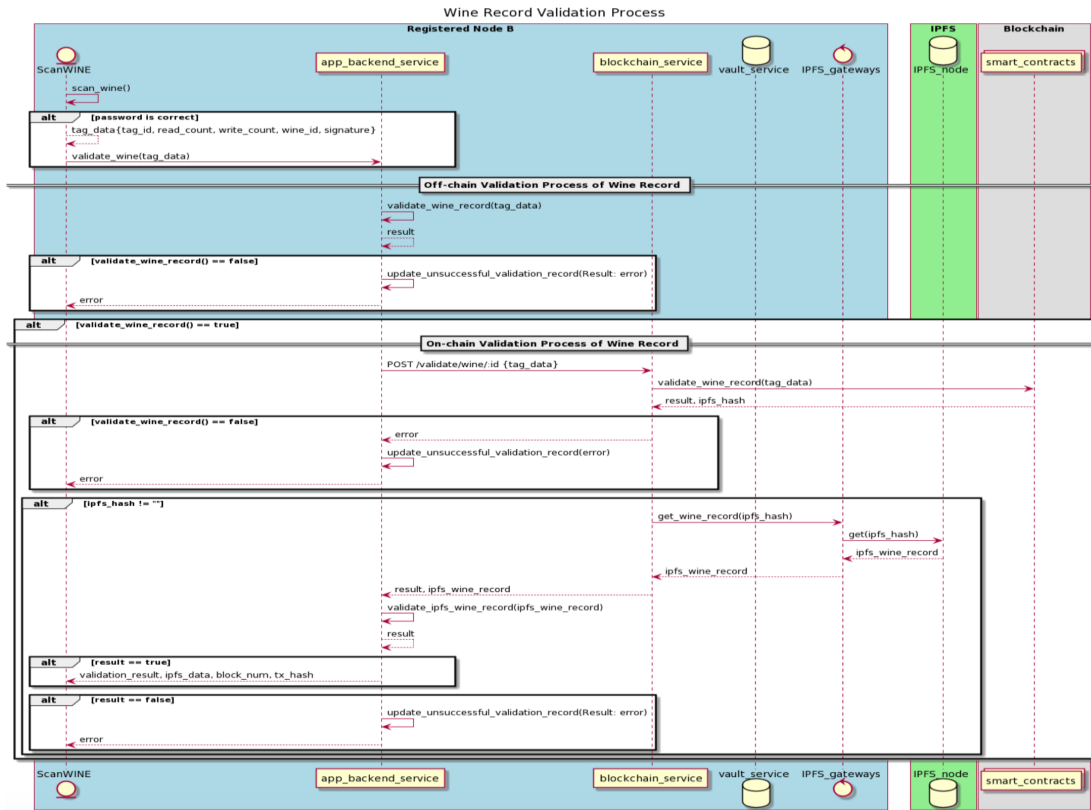 Wine Record Validation Process
Registered Node B
IPFS
Blockchain
ScanWINE
app_backend_service
blockchain_service
vault_service
IPFS_gateways
IPFS_node
smart_contracts
scan_wine()
alt [password is correct]
tag_data{tag_id, read_count, write_count, wine_id, signature}
validate_wine(tag_data)
Off-chain Validation Process of Wine Record
validate_wine_record(tag_data)
result
alt [validate_wine_record() == false]
update_unsuccessful_validation_record(Result: error)
error
alt [validate_wine_record() == true]
On-chain Validation Process of Wine Record
POST /validate/wine/:id {tag_data}
validate_wine_record(tag_data)
result, ipfs_hash
alt [validate_wine_record() == false]
error
update_unsuccessful_validation_record(error)
error
alt [ipfs_hash != ""]
get_wine_record(ipfs_hash)
get(ipfs_hash)
ipfs_wine_record
ipfs_wine_record
result, ipfs_wine_record
validate_ipfs_wine_record(ipfs_wine_record)
result
alt [result == true]
validation_result, ipfs_data, block_num, tx_hash
alt [result == false]
update_unsuccessful_validation_record(Result: error)
error
ScanWINE
app_backend_service
blockchain_service
vault_service
IPFS_gateways
IPFS_node
smart_contracts